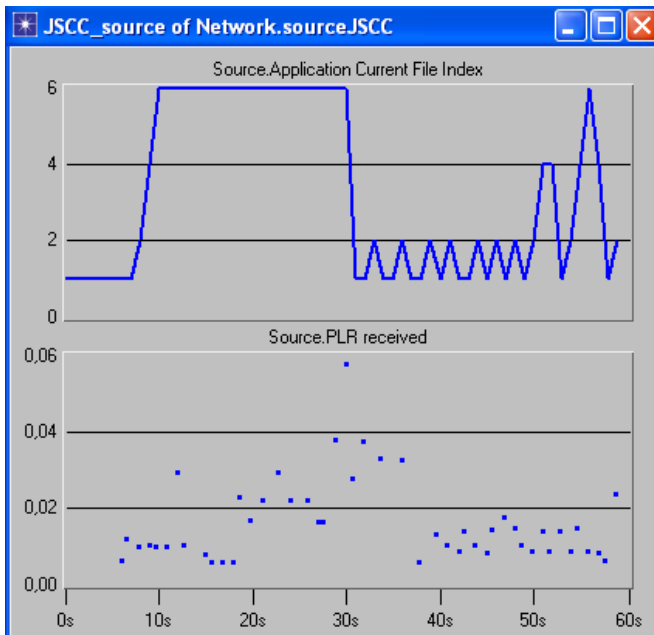 JSCC_source of Network.sourceJSCC
Source.Application Current File Index
6
4
2
0
Source.PLR received
0,06
0,04
0,02
0,00
0s 10s 20s 30s 40s 50s 60s